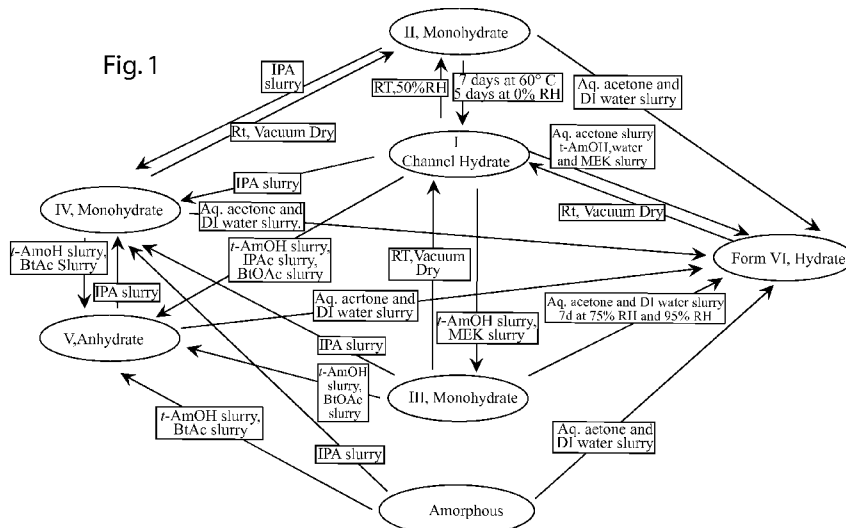 Fig. 1
II, Monohydrate
IPA
slurry
RT,50%RH
7 days at 60° C
5 days at 0% RH
Aq. acetone and
DI water slurry
Rt, Vacuum Dry
I
Channel Hydrate
Aq. acetone slurry
t-AmOH,water
and MEK slurry
IPA slurry
IV, Monohydrate
Aq. acetone and
DI water slurry.
Rt, Vacuum Dry
t-AmoH slurry,
BtAc Slurry
t-AmOH slurry,
IPAc slurry,
BtOAc slurry
RT,Vacuum
Dry
Form VI, Hydrate
IPA slurry
Aq. acrtone and
DI water slurry
Aq. acetone and DI water slurry
7d at 75% RH and 95% RH
V,Anhydrate
t-AmOH slurry,
MEK slurry
IPA slurry
t-AmOH
slurry,
BtOAc
slurry
III, Monohydrate
t-AmOH slurry,
BtAc slurry
Aq. aetone and
DI water slurry
IPA slurry
Amorphous